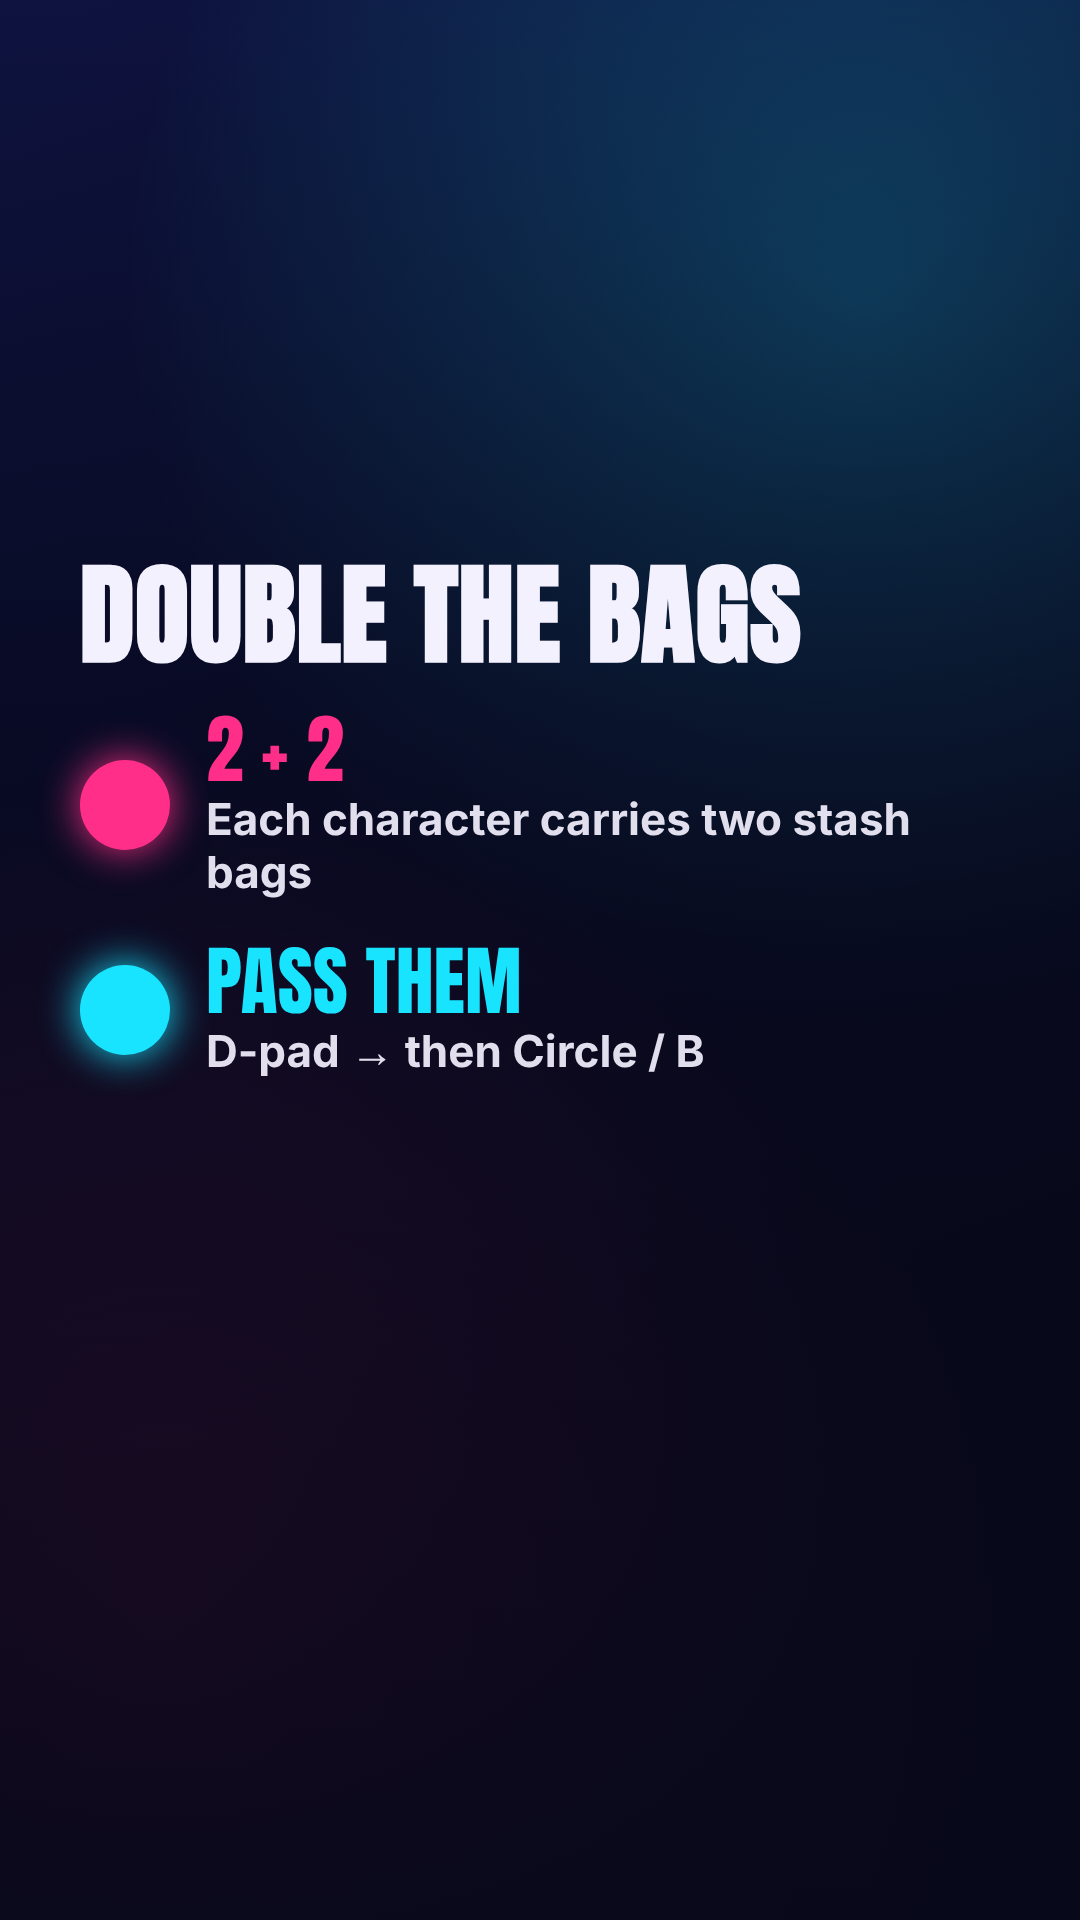 DOUBLE THE BAGS
2 + 2
Each character carries two stash
bags
PASS THEM
D-pad → then Circle / B